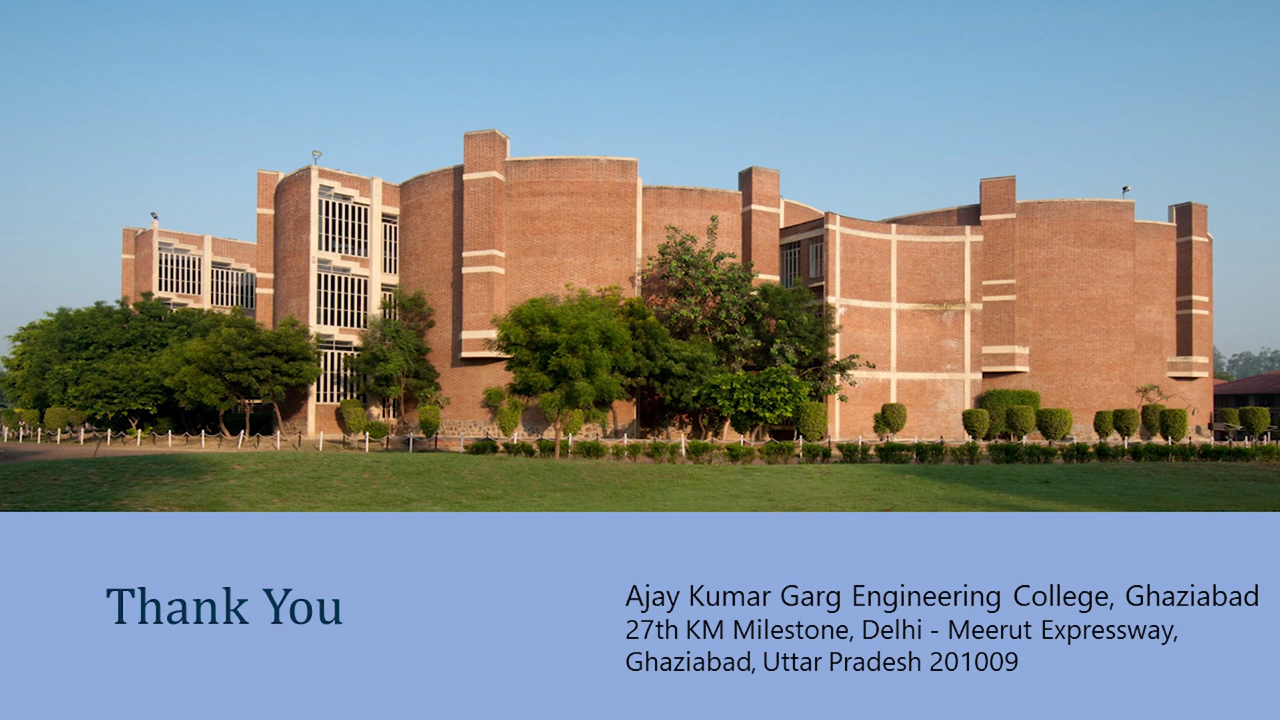 Thank You
Ajay Kumar Garg Engineering College, Ghaziabad
27th KM Milestone, Delhi - Meerut Expressway,
Ghaziabad, Uttar Pradesh 201009